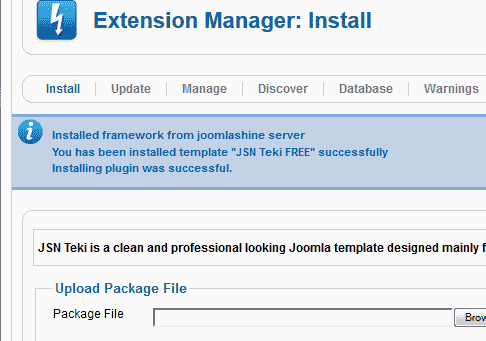 Extension Manager: Install
Install Update Manage Discover Database Warnings
Installed framework from joomlashine server
You has been installed template "JSN Teki FREE" successfully
Installing plugin was successful.
JSN Teki is a clean and professional looking Joomla template designed mainly f
Upload Package File
Package File
Brow